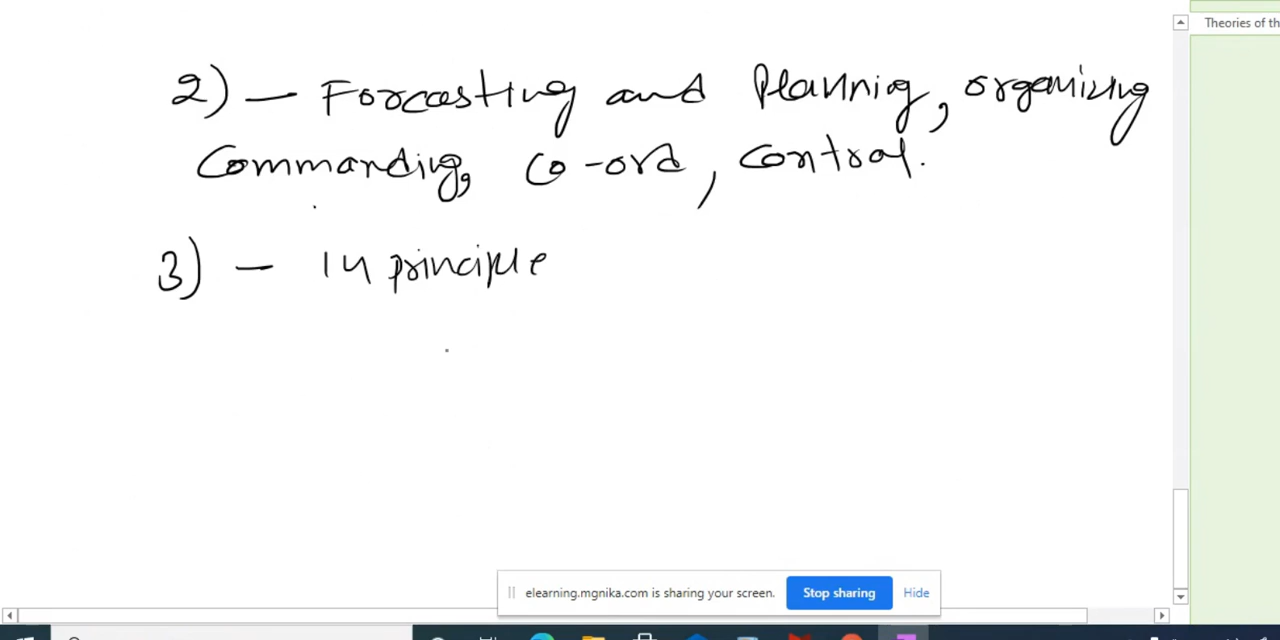 Theories of th
2) - Forcasting and Planning, organizing
Commanding, Co-ord, Control.
3) - 14 principle
elearning.mgnika.com is sharing your screen.
Stop sharing
Hide